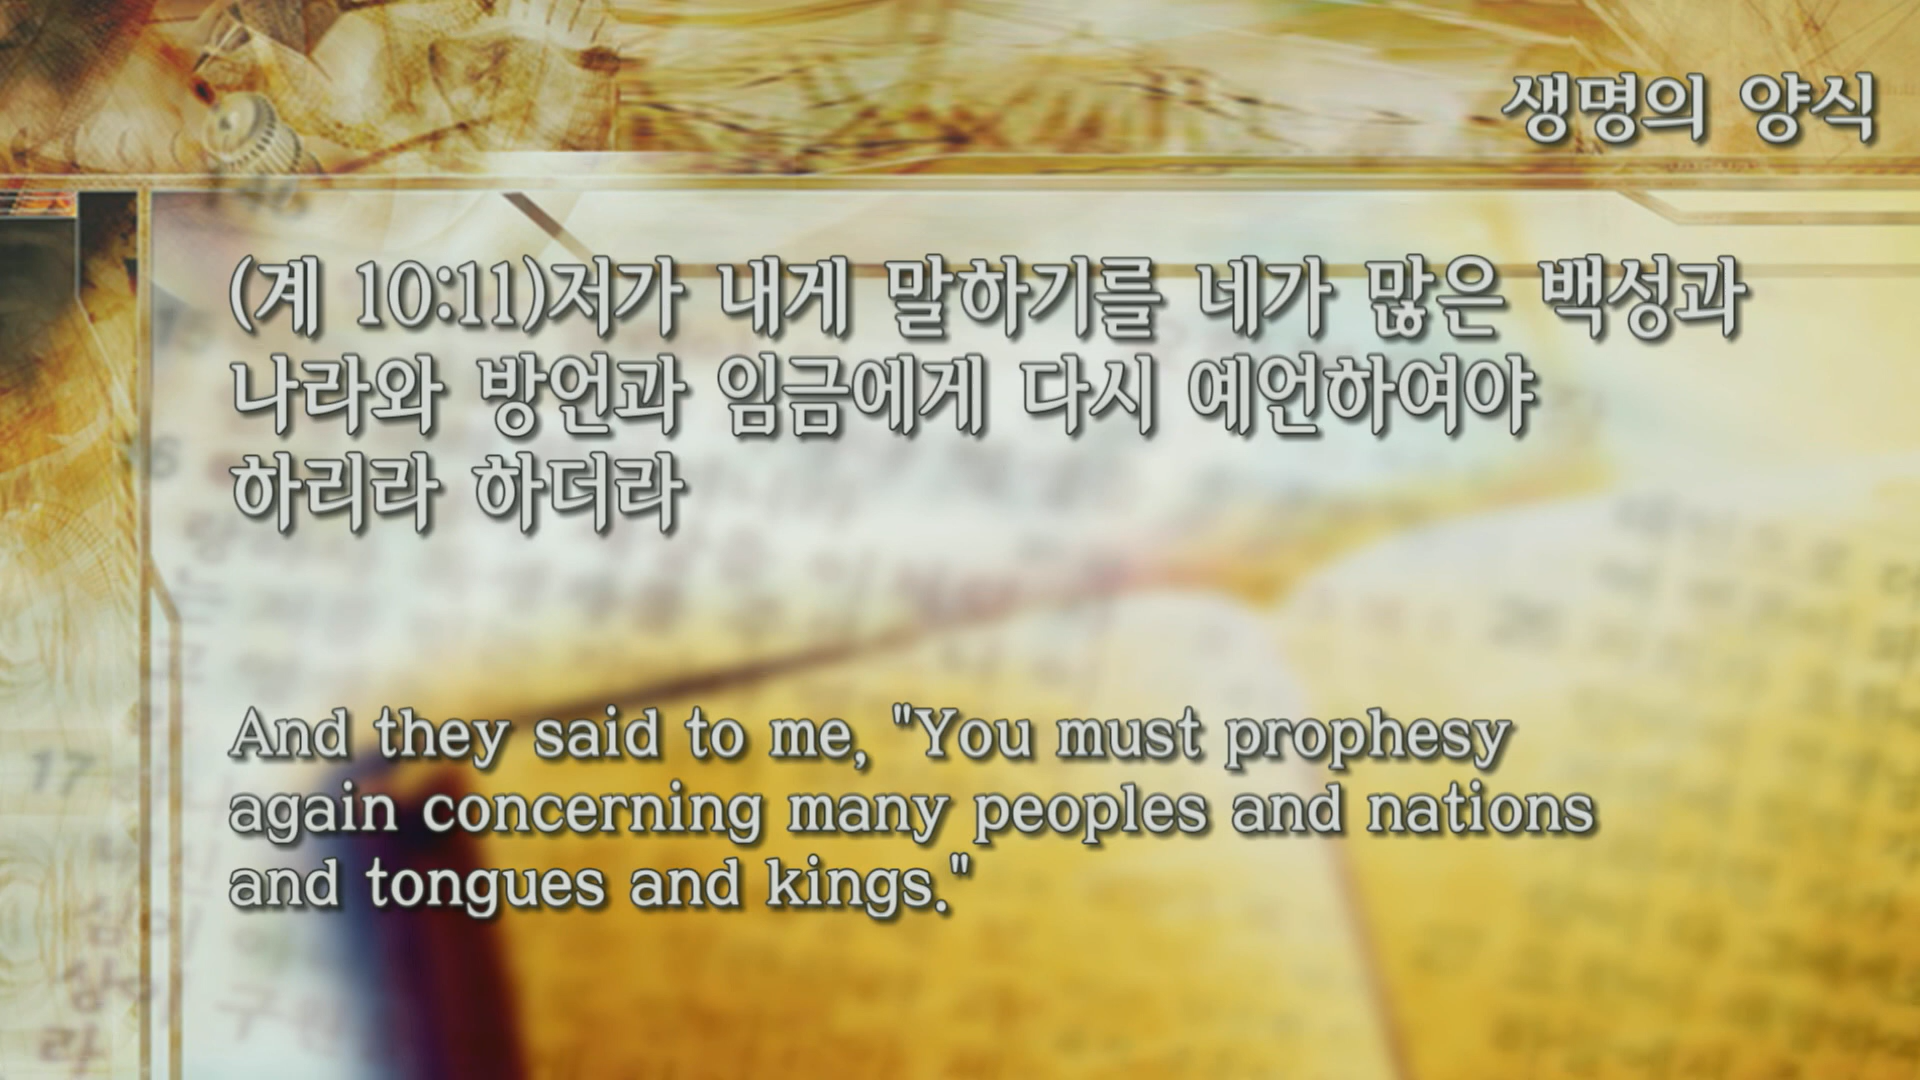 생명의 양식
(계 10:11)저가 내게 말하기를 네가 많은 백성과
나라와 방언과 임금에게 다시 예언하여야
하리라 하더라
And they said to me, "You must prophesy
again concerning many peoples and nations
and tongues and kings."
17